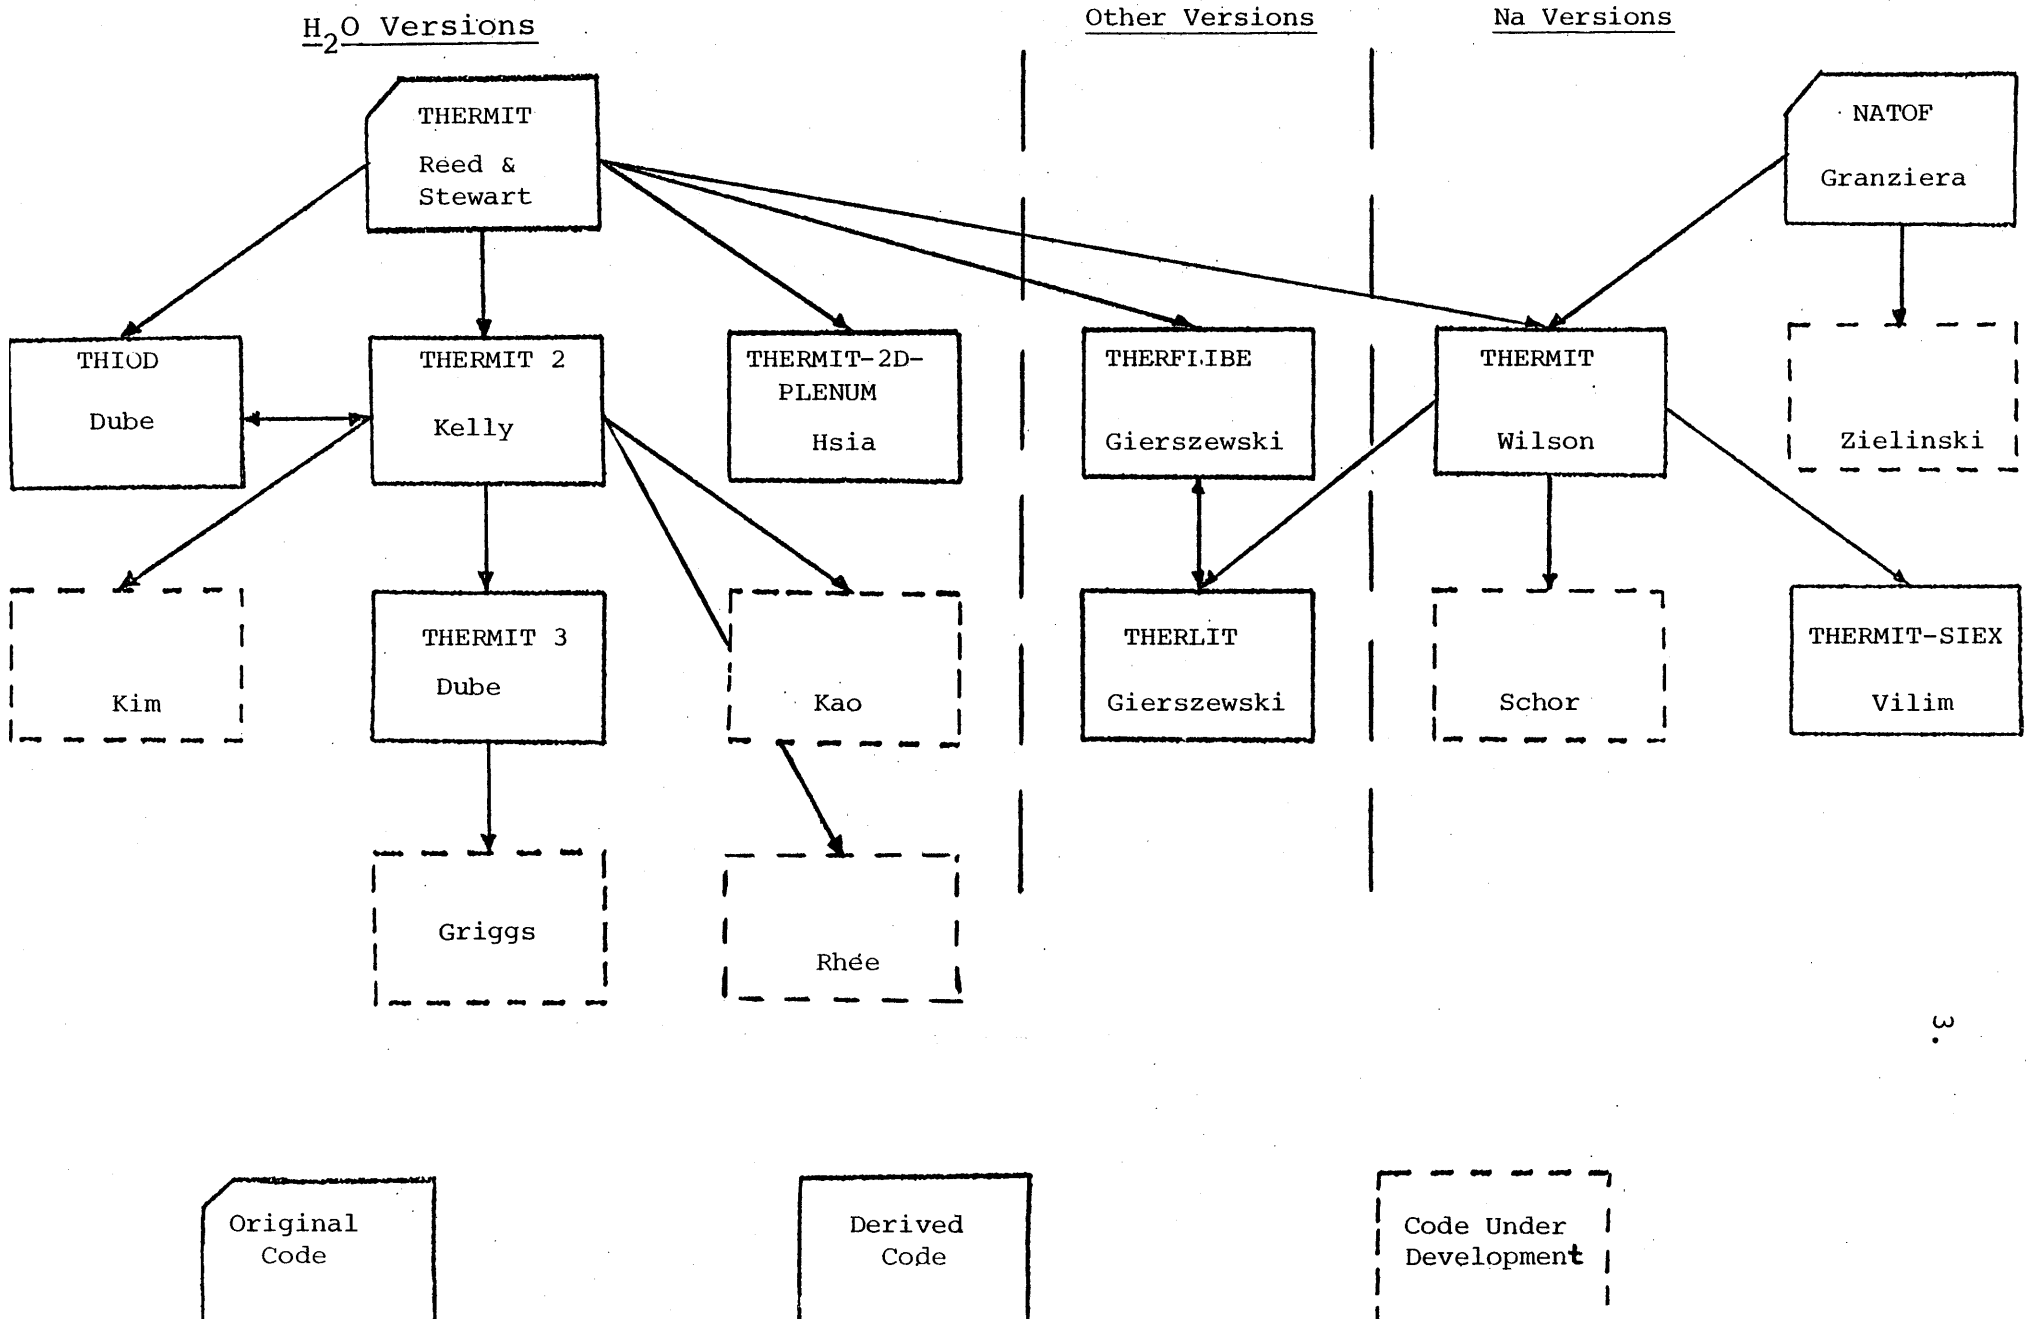 H₂O Versions
Other Versions
Na Versions
THERMIT
Reed &
Stewart
NATOF
Granziera
THIOD
Dube
THERMIT 2
Kelly
THERMIT-2D-
PLENUM
Hsia
THERFLIBE
Gierszewski
THERMIT
Wilson
Zielinski
Kim
THERMIT 3
Dube
Kao
THERLIT
Gierszewski
Schor
THERMIT-SIEX
Vilim
Griggs
Rhee
3.
Original
Code
Derived
Code
Code Under
Development